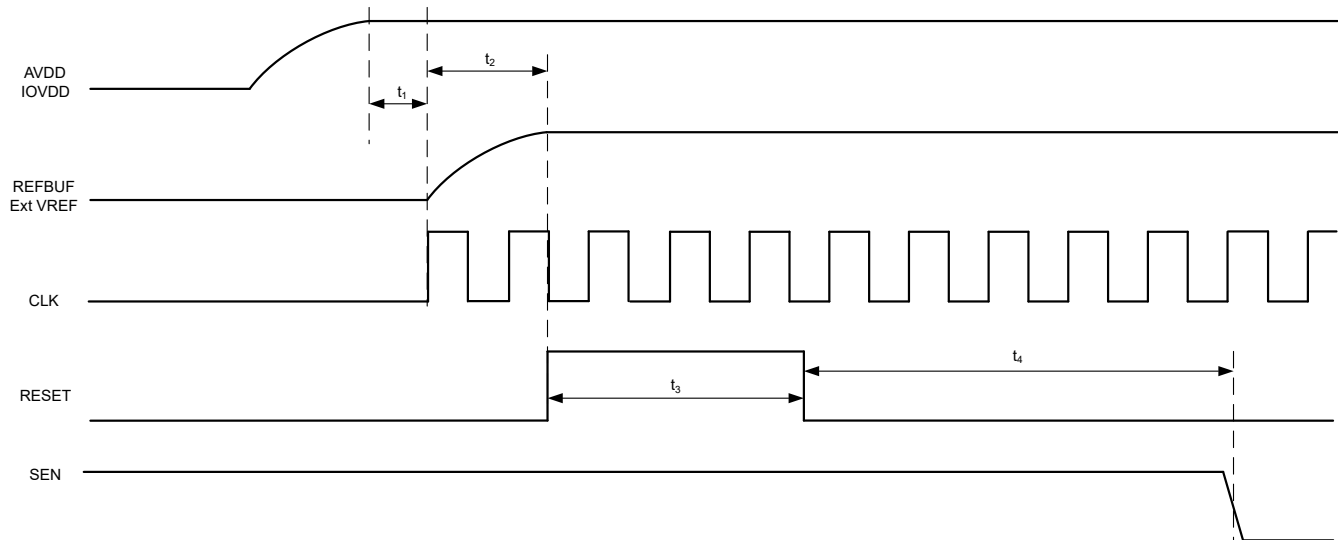 AVDD
IOVDD
t₂
t₁
REFBUF
Ext VREF
CLK
RESET
t₃
t₄
SEN